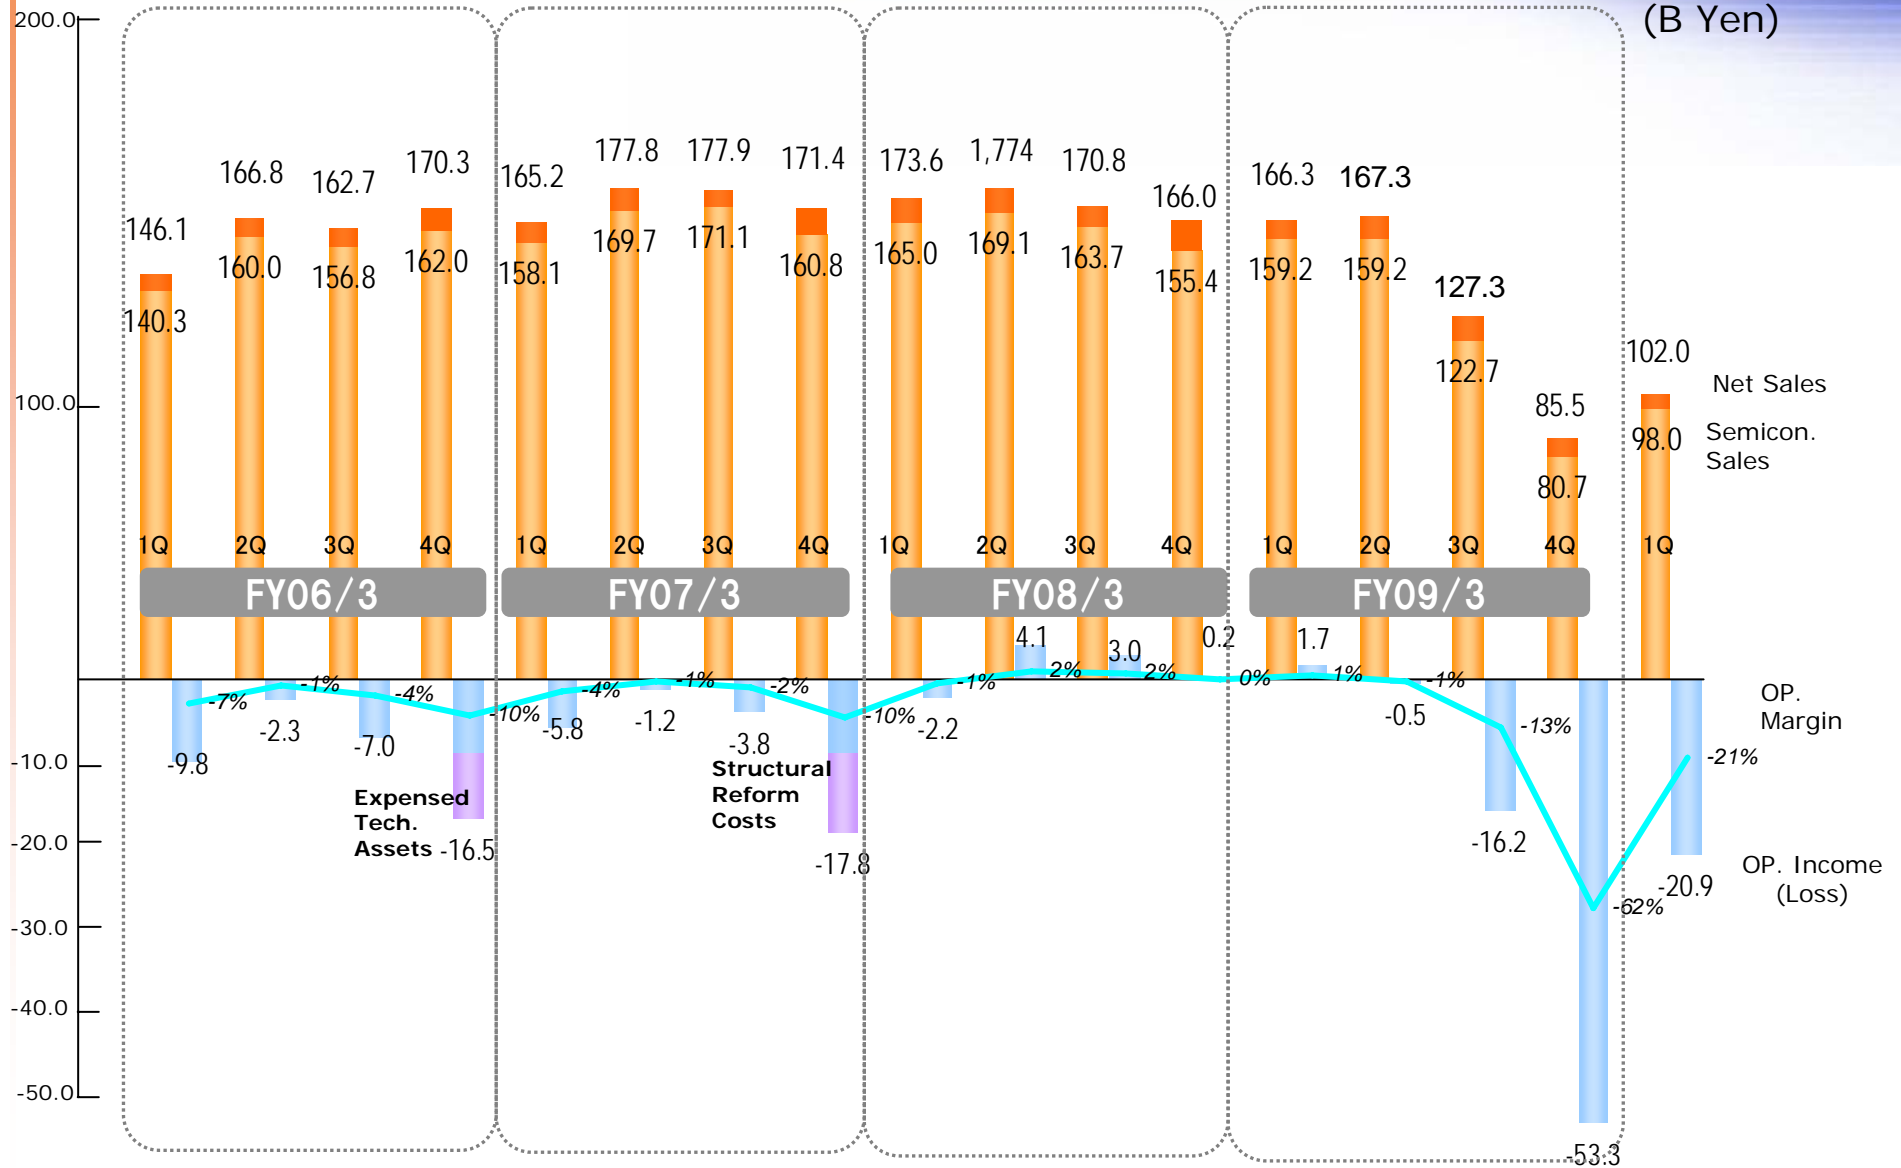 (B Yen)
200.0
100.0
-10.0
-20.0
-30.0
-40.0
-50.0
146.1
166.8
162.7
170.3
165.2
177.8
177.9
171.4
173.6
1,774
170.8
166.0
166.3
167.3
127.3
85.5
102.0
Net Sales
140.3
160.0
156.8
162.0
158.1
169.7
171.1
160.8
165.0
169.1
163.7
155.4
159.2
159.2
122.7
80.7
98.0
Semicon.
Sales
1Q
2Q
3Q
4Q
1Q
2Q
3Q
4Q
1Q
2Q
3Q
4Q
1Q
2Q
3Q
4Q
1Q
FY06/3
FY07/3
FY08/3
FY09/3
4.1
3.0
0.2
1.7
-7%
-1%
-4%
-10%
-4%
-1%
-2%
-10%
-1%
2%
2%
0%
1%
-1%
-13%
-62%
-21%
OP.
Margin
-9.8
-2.3
-7.0
-16.5
-5.8
-1.2
-3.8
-17.8
-2.2
-0.5
-16.2
-53.3
-20.9
OP. Income
(Loss)
Expensed
Tech.
Assets
Structural
Reform
Costs